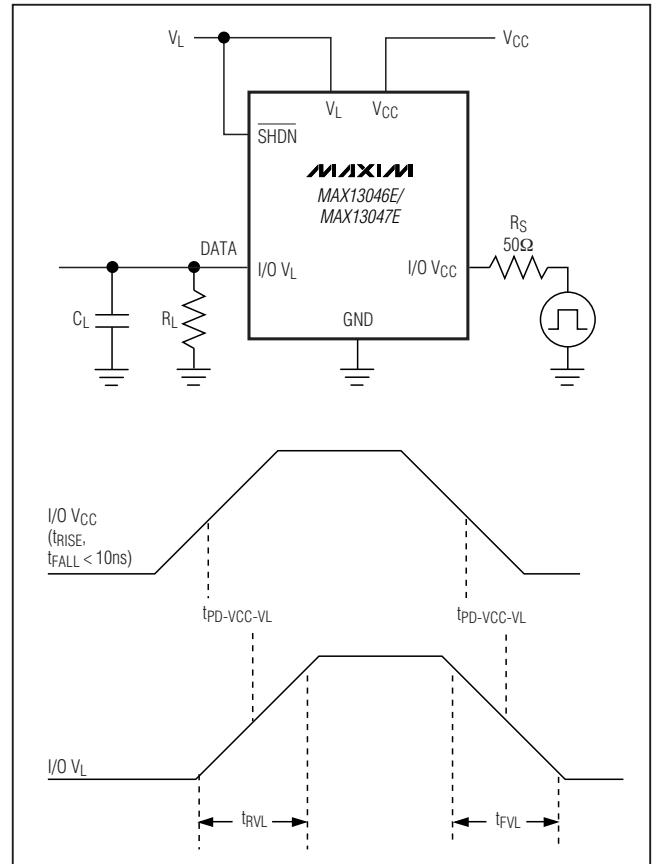 VL
VCC
VL VCC
SHDN
MAXIM
MAX13046E/
MAX13047E
RS
50Ω
DATA
I/O VL
I/O VCC
CL
RL
GND
I/O VCC
(tRISE,
tFALL < 10ns)
tPD-VCC-VL
tPD-VCC-VL
I/O VL
tRVL
tFVL